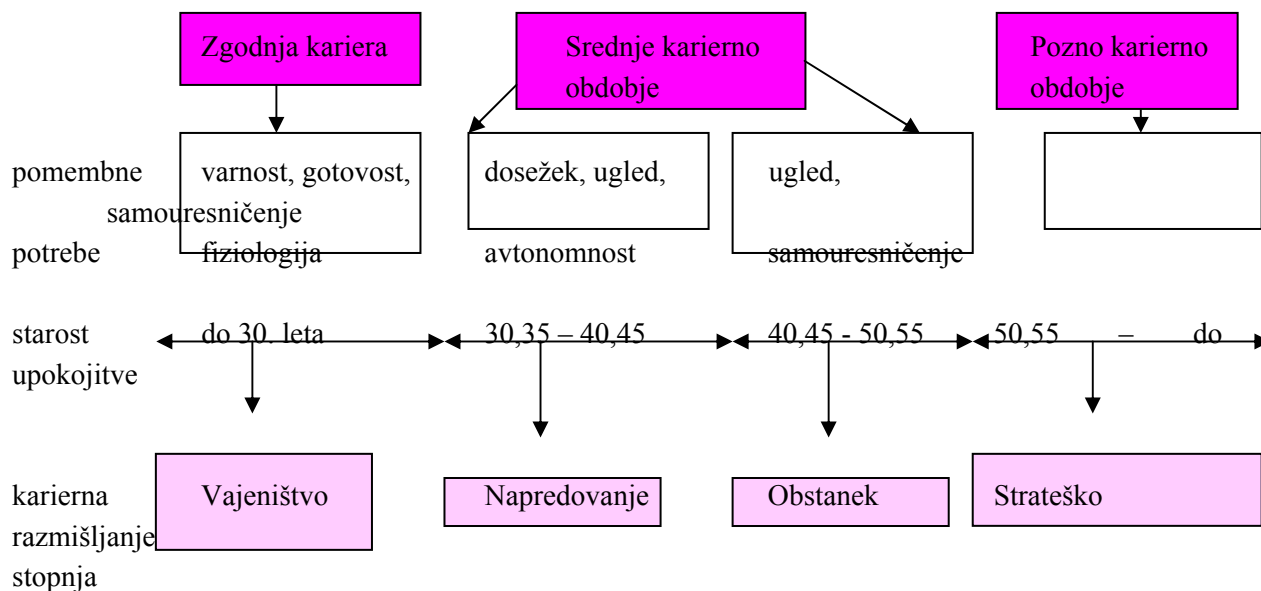 Zgodnja kariera Srednje karierno Pozno karierno
obdobje obdobje
pomembne varnost, gotovost, dosežek, ugled, ugled,
samouresničenje
potrebe fiziologija avtonomnost samouresničenje
starost do 30. leta 30,35 – 40,45 40,45 - 50,55 50,55 – do
upokojitve
karierna Vajeništvo Napredovanje Obstanek Strateško
razmišljanje
stopnja